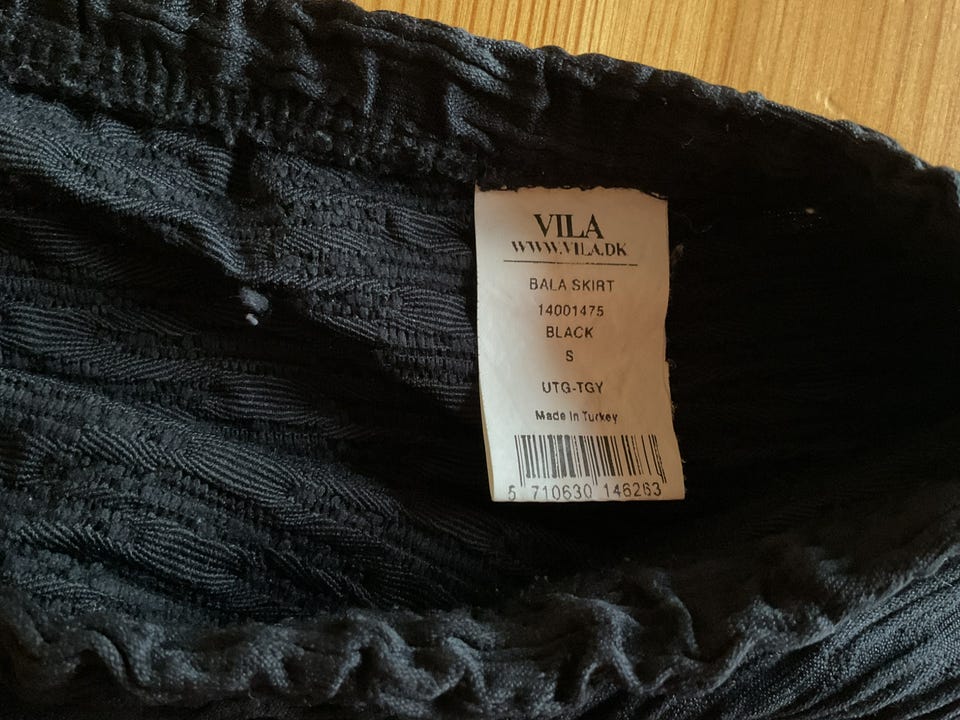 VILA
WWW.VILA.DK
BALA SKIRT
14001475
BLACK
S
UTG-TGY
Made in Turkey
5 710630 146263